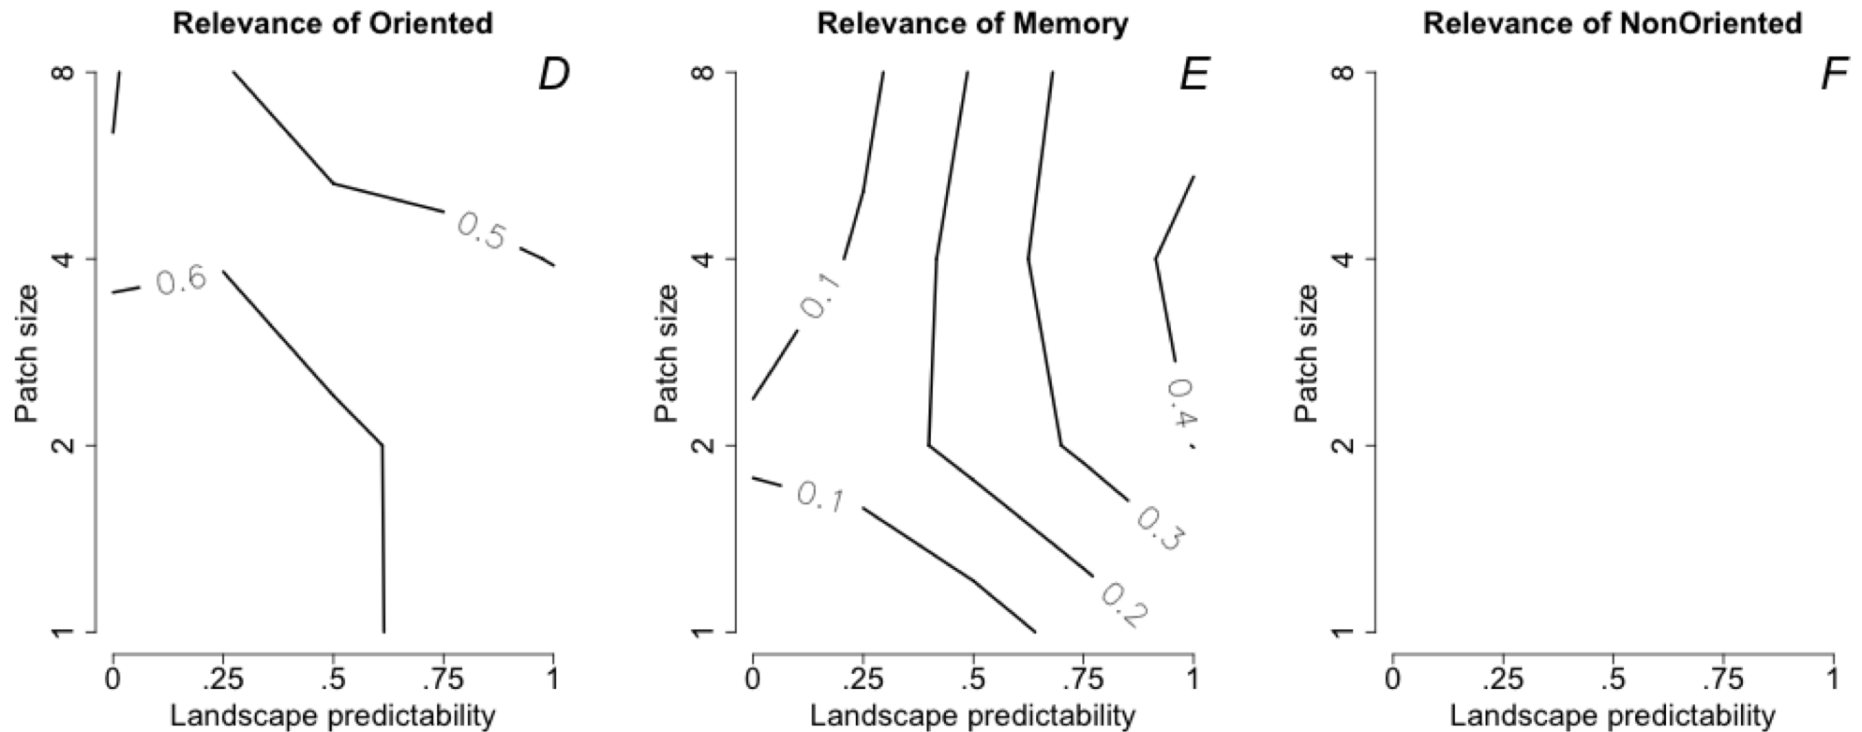 Relevance of Oriented
D
8
4
2
1
Patch size
0.5
0.6
0 .25 .5 .75 1
Landscape predictability
Relevance of Memory
E
8
4
2
1
Patch size
0.1
0.4
0.1
0.3
0.2
0 .25 .5 .75 1
Landscape predictability
Relevance of NonOriented
F
8
4
2
1
Patch size
0 .25 .5 .75 1
Landscape predictability